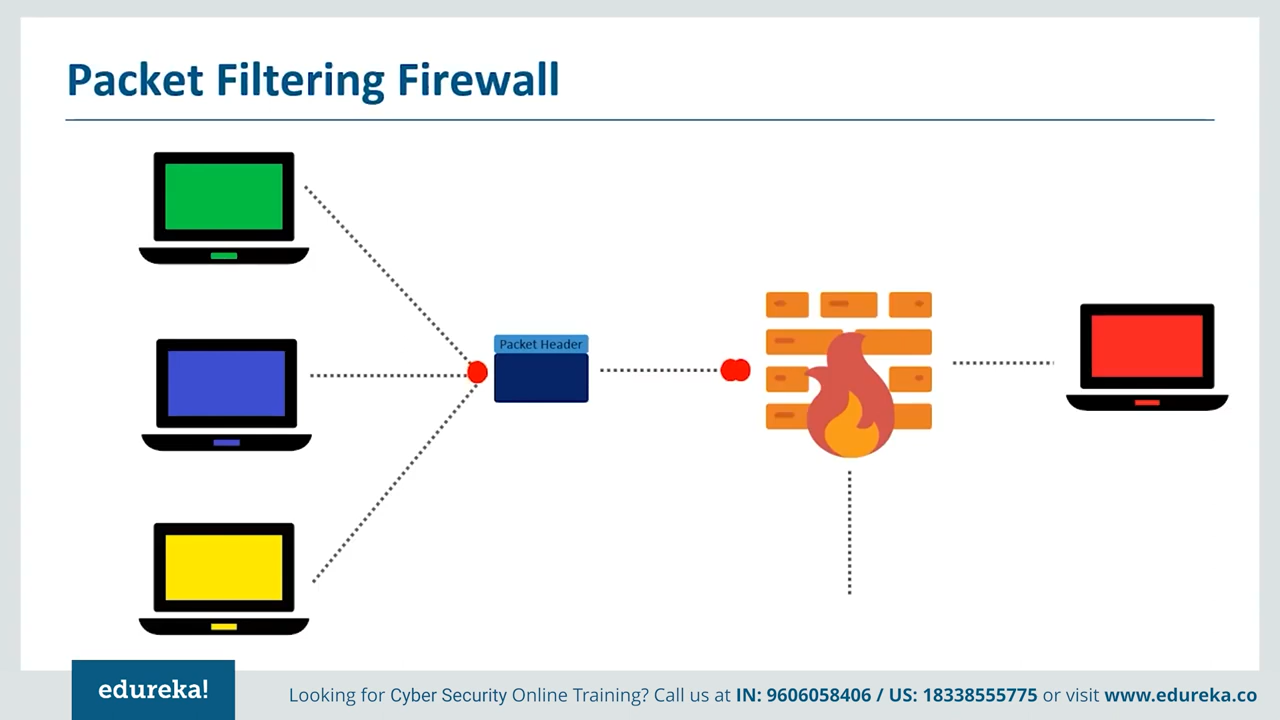 Packet Filtering Firewall
Packet Header
edureka!
Looking for Cyber Security Online Training? Call us at IN: 9606058406 / US: 18338555775 or visit www.edureka.co